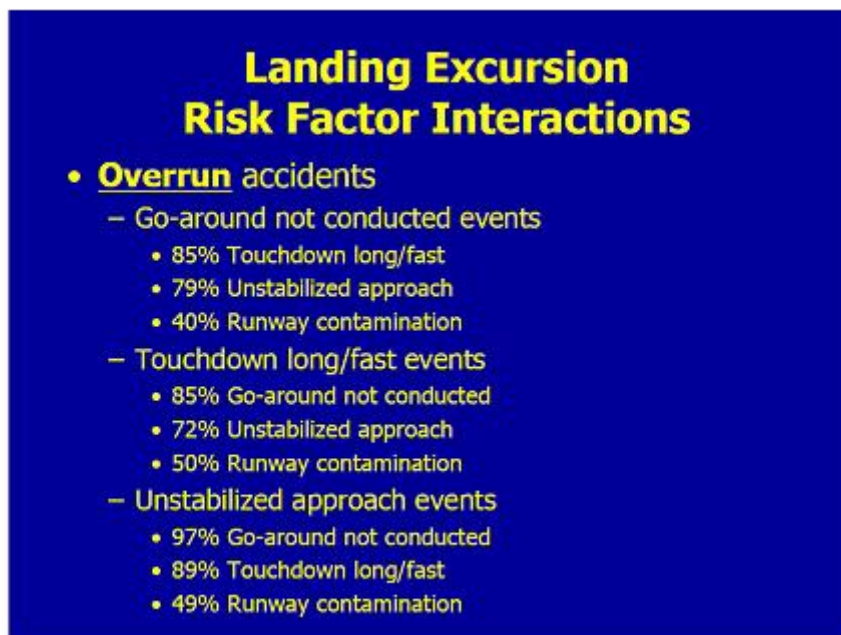 Landing Excursion
Risk Factor Interactions
• Overrun accidents
– Go-around not conducted events
• 85% Touchdown long/fast
• 79% Unstabilized approach
• 40% Runway contamination
– Touchdown long/fast events
• 85% Go-around not conducted
• 72% Unstabilized approach
• 50% Runway contamination
– Unstabilized approach events
• 97% Go-around not conducted
• 89% Touchdown long/fast
• 49% Runway contamination